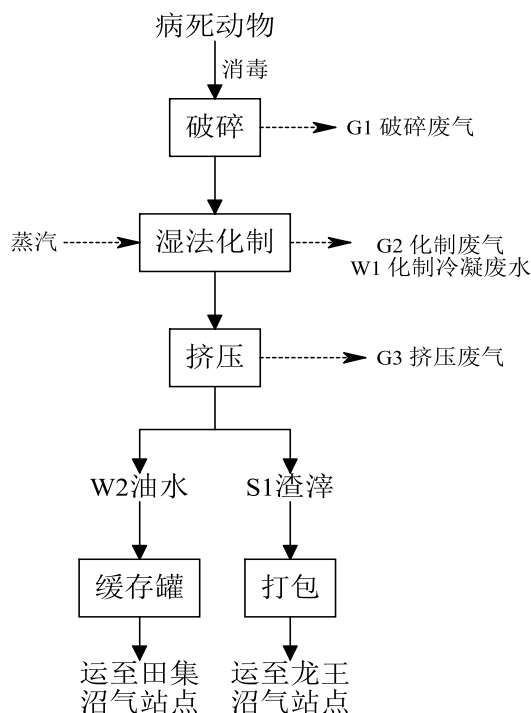 病死动物
消毒
破碎
G1 破碎废气
蒸汽
湿法化制
G2 化制废气
W1 化制冷凝废水
挤压
G3 挤压废气
W2油水
S1渣滓
缓存罐
打包
运至田集
沼气站点
运至龙王
沼气站点